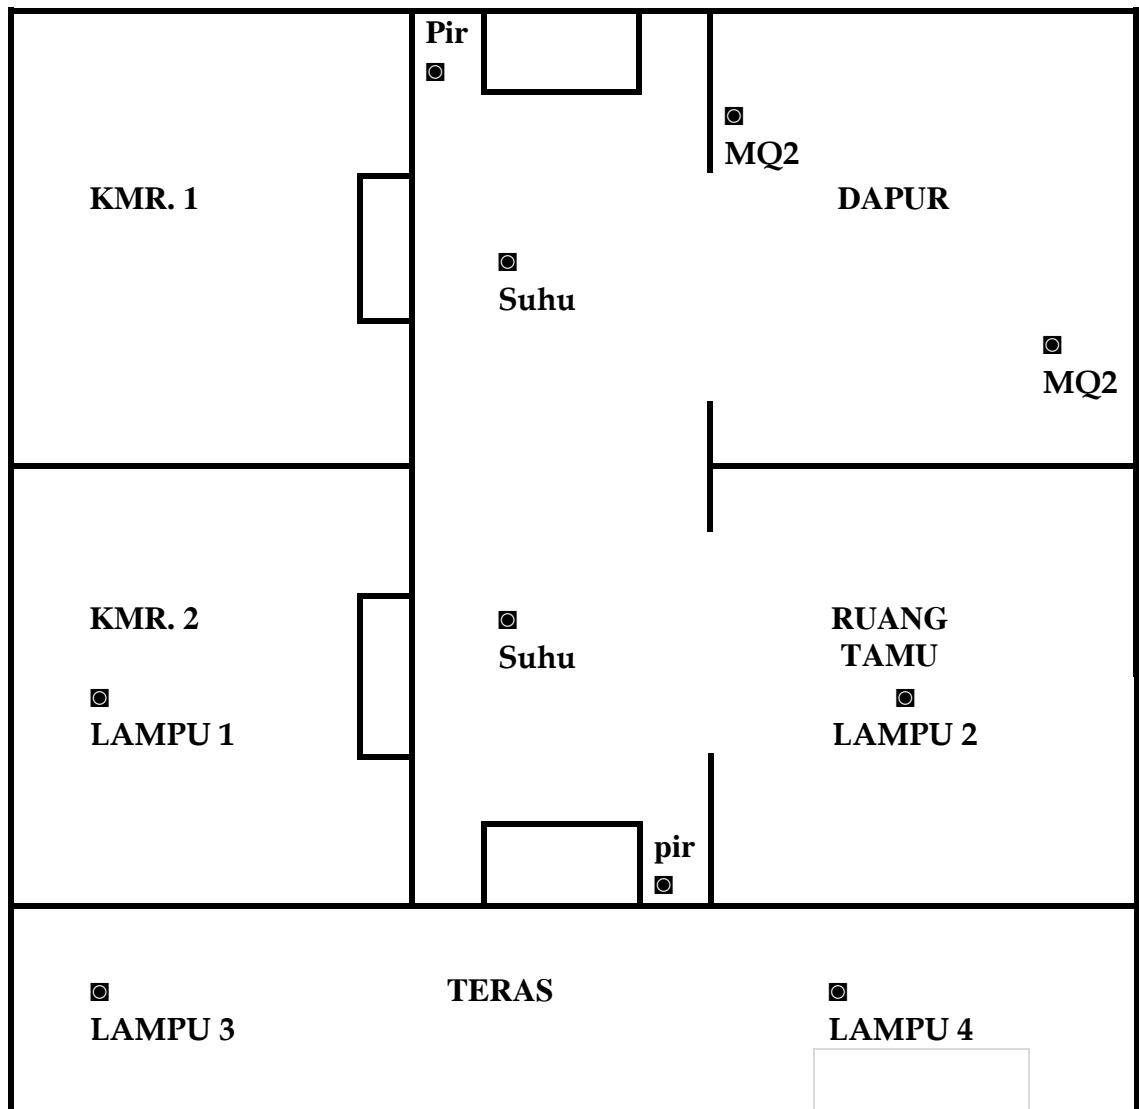 Pir
MQ2
KMR. 1
DAPUR
Suhu
MQ2
KMR. 2
Suhu
RUANG
TAMU
LAMPU 1
LAMPU 2
pir
TERAS
LAMPU 3
LAMPU 4